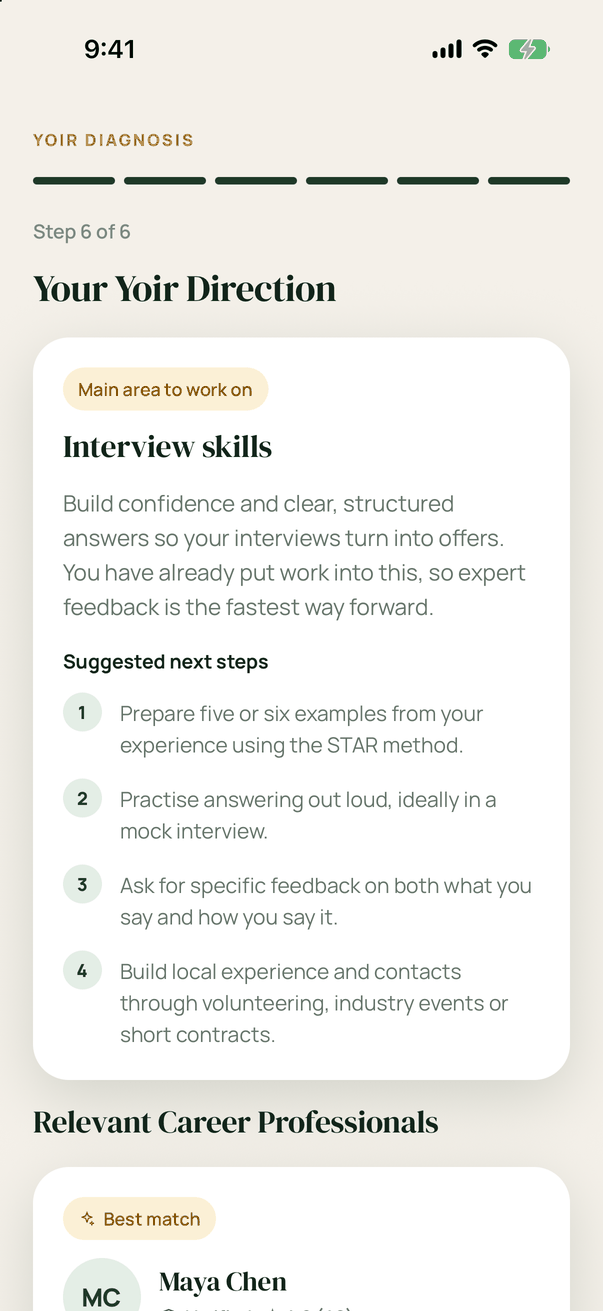 9:41
YOIR DIAGNOSIS
Step 6 of 6
Your Yoir Direction
Main area to work on
Interview skills
Build confidence and clear, structured
answers so your interviews turn into offers.
You have already put work into this, so expert
feedback is the fastest way forward.
Suggested next steps
1 Prepare five or six examples from your
experience using the STAR method.
2 Practise answering out loud, ideally in a
mock interview.
3 Ask for specific feedback on both what you
say and how you say it.
4 Build local experience and contacts
through volunteering, industry events or
short contracts.
Relevant Career Professionals
Best match
MC
Maya Chen